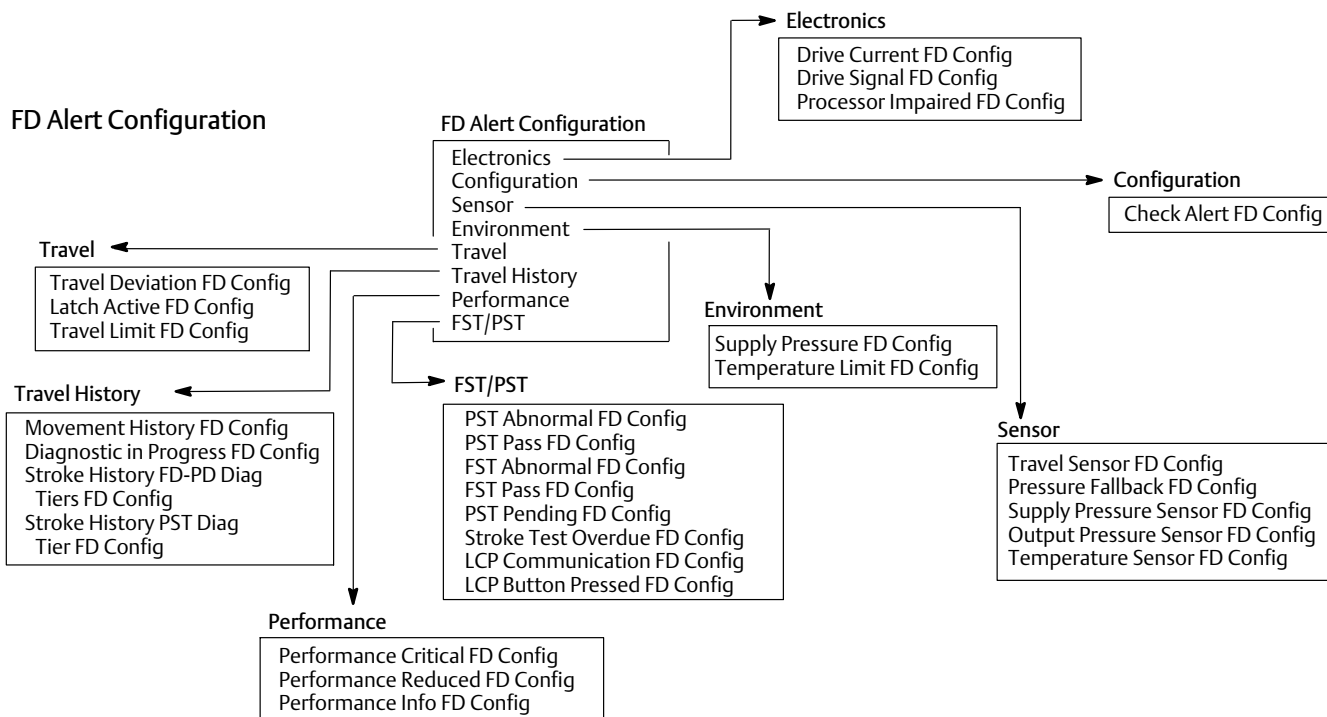 FD Alert Configuration
Electronics
Drive Current FD Config
Drive Signal FD Config
Processor Impaired FD Config
FD Alert Configuration
Electronics
Configuration
Sensor
Environment
Travel
Travel History
Performance
FST/PST
Configuration
Check Alert FD Config
Travel
Travel Deviation FD Config
Latch Active FD Config
Travel Limit FD Config
Environment
Supply Pressure FD Config
Temperature Limit FD Config
Travel History
Movement History FD Config
Diagnostic in Progress FD Config
Stroke History FD-PD Diag
Tiers FD Config
Stroke History PST Diag
Tier FD Config
FST/PST
PST Abnormal FD Config
PST Pass FD Config
FST Abnormal FD Config
FST Pass FD Config
PST Pending FD Config
Stroke Test Overdue FD Config
LCP Communication FD Config
LCP Button Pressed FD Config
Sensor
Travel Sensor FD Config
Pressure Fallback FD Config
Supply Pressure Sensor FD Config
Output Pressure Sensor FD Config
Temperature Sensor FD Config
Performance
Performance Critical FD Config
Performance Reduced FD Config
Performance Info FD Config